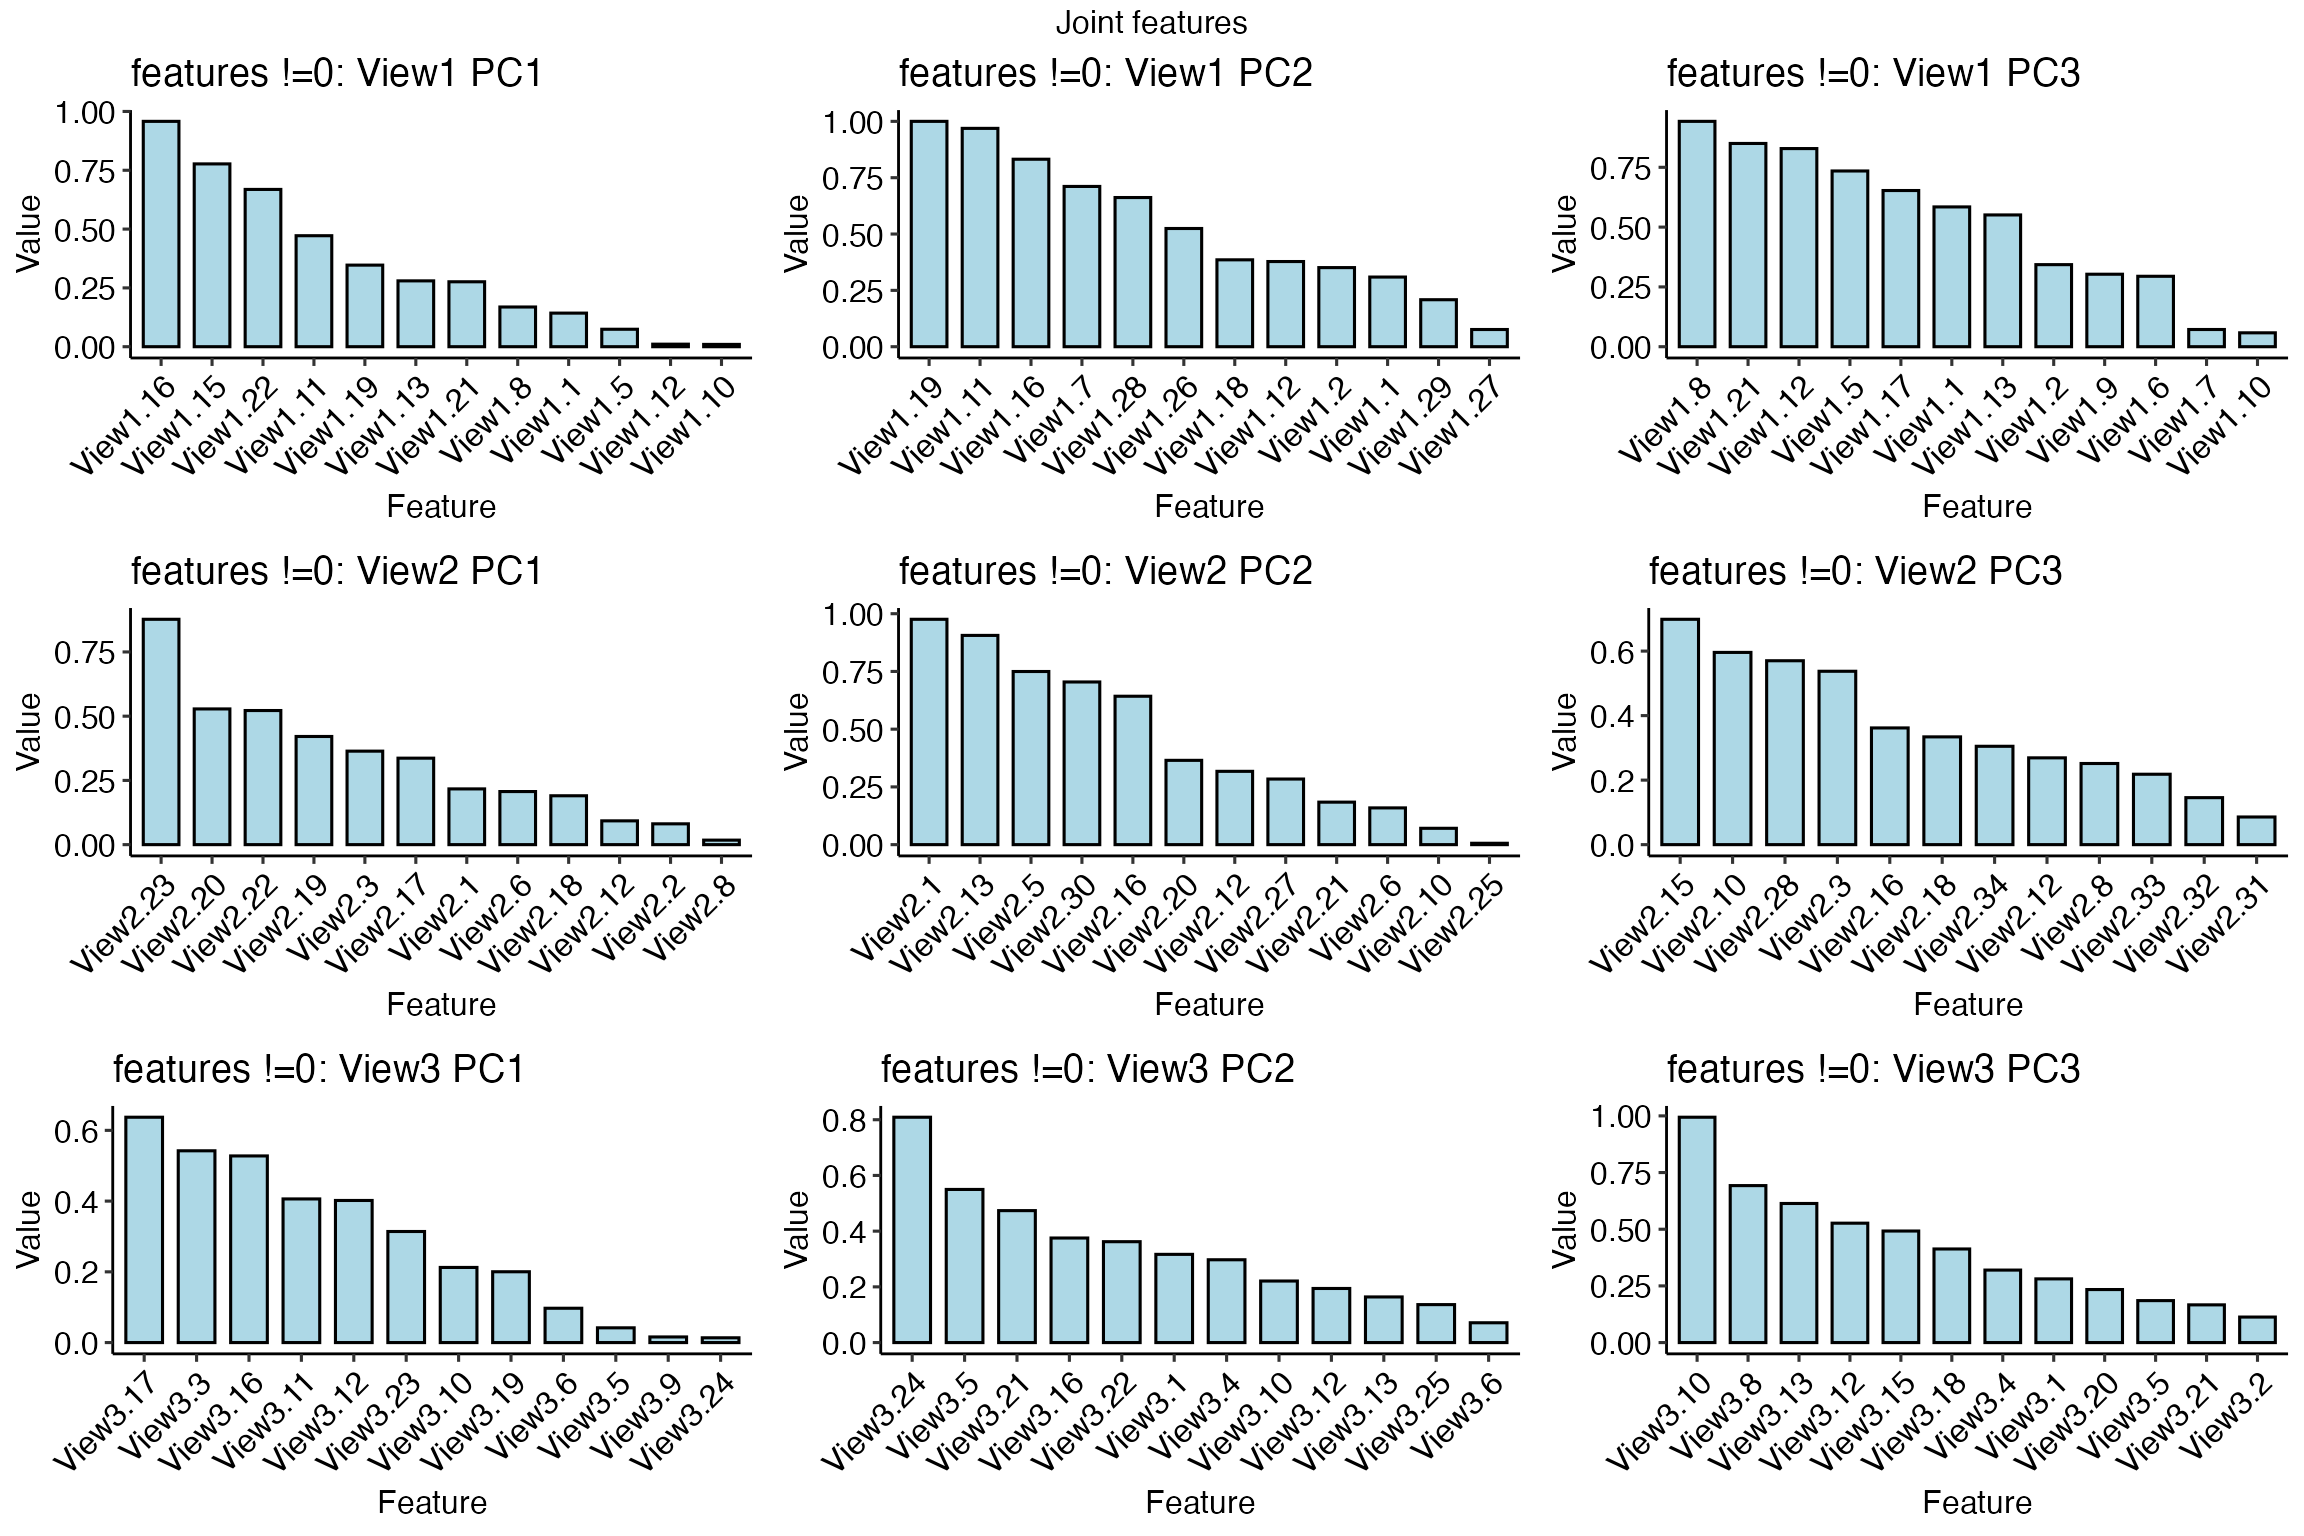 Joint features
features !=0: View1 PC1
Value
1.00
0.75
0.50
0.25
0.00
View1.16
View1.15
View1.22
View1.11
View1.19
View1.13
View1.21
View1.8
View1.1
View1.5
View1.12
View1.10
Feature
features !=0: View1 PC2
Value
1.00
0.75
0.50
0.25
0.00
View1.19
View1.11
View1.16
View1.7
View1.28
View1.26
View1.18
View1.12
View1.2
View1.1
View1.29
View1.27
Feature
features !=0: View1 PC3
Value
0.75
0.50
0.25
0.00
View1.8
View1.21
View1.12
View1.5
View1.17
View1.1
View1.13
View1.2
View1.9
View1.6
View1.7
View1.10
Feature
features !=0: View2 PC1
Value
0.75
0.50
0.25
0.00
View2.23
View2.20
View2.22
View2.19
View2.3
View2.17
View2.1
View2.6
View2.18
View2.12
View2.2
View2.8
Feature
features !=0: View2 PC2
Value
1.00
0.75
0.50
0.25
0.00
View2.1
View2.13
View2.5
View2.30
View2.16
View2.20
View2.12
View2.27
View2.21
View2.6
View2.10
View2.25
Feature
features !=0: View2 PC3
Value
0.6
0.4
0.2
0.0
View2.15
View2.10
View2.28
View2.3
View2.16
View2.18
View2.34
View2.12
View2.8
View2.33
View2.32
View2.31
Feature
features !=0: View3 PC1
Value
0.6
0.4
0.2
0.0
View3.17
View3.3
View3.16
View3.11
View3.12
View3.23
View3.10
View3.19
View3.6
View3.5
View3.9
View3.24
Feature
features !=0: View3 PC2
Value
0.8
0.6
0.4
0.2
0.0
View3.24
View3.5
View3.21
View3.16
View3.22
View3.1
View3.4
View3.10
View3.12
View3.13
View3.25
View3.6
Feature
features !=0: View3 PC3
Value
1.00
0.75
0.50
0.25
0.00
View3.10
View3.8
View3.13
View3.12
View3.15
View3.18
View3.4
View3.1
View3.20
View3.5
View3.21
View3.2
Feature